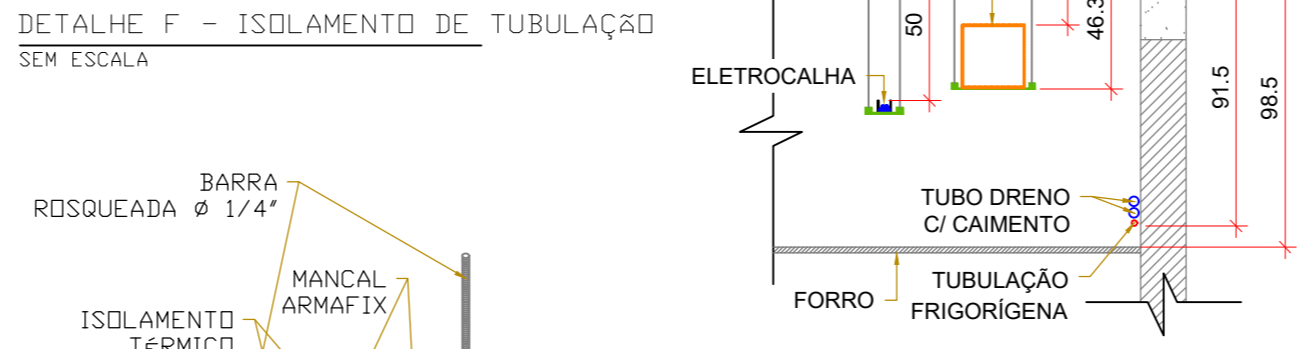 DETALHE F - ISOLAMENTO DE TUBULAÇÃO
SEM ESCALA
BARRA
ROSQUEADA Ø 1/4"
MANCAL
ARMAFIX
ISOLAMENTO
TÉRMICO
50
46.3
ELETROCALHA
91.5
98.5
TUBO DRENO
C/ CAIMENTO
TUBULAÇÃO
FRIGORÍGENA
FORRO